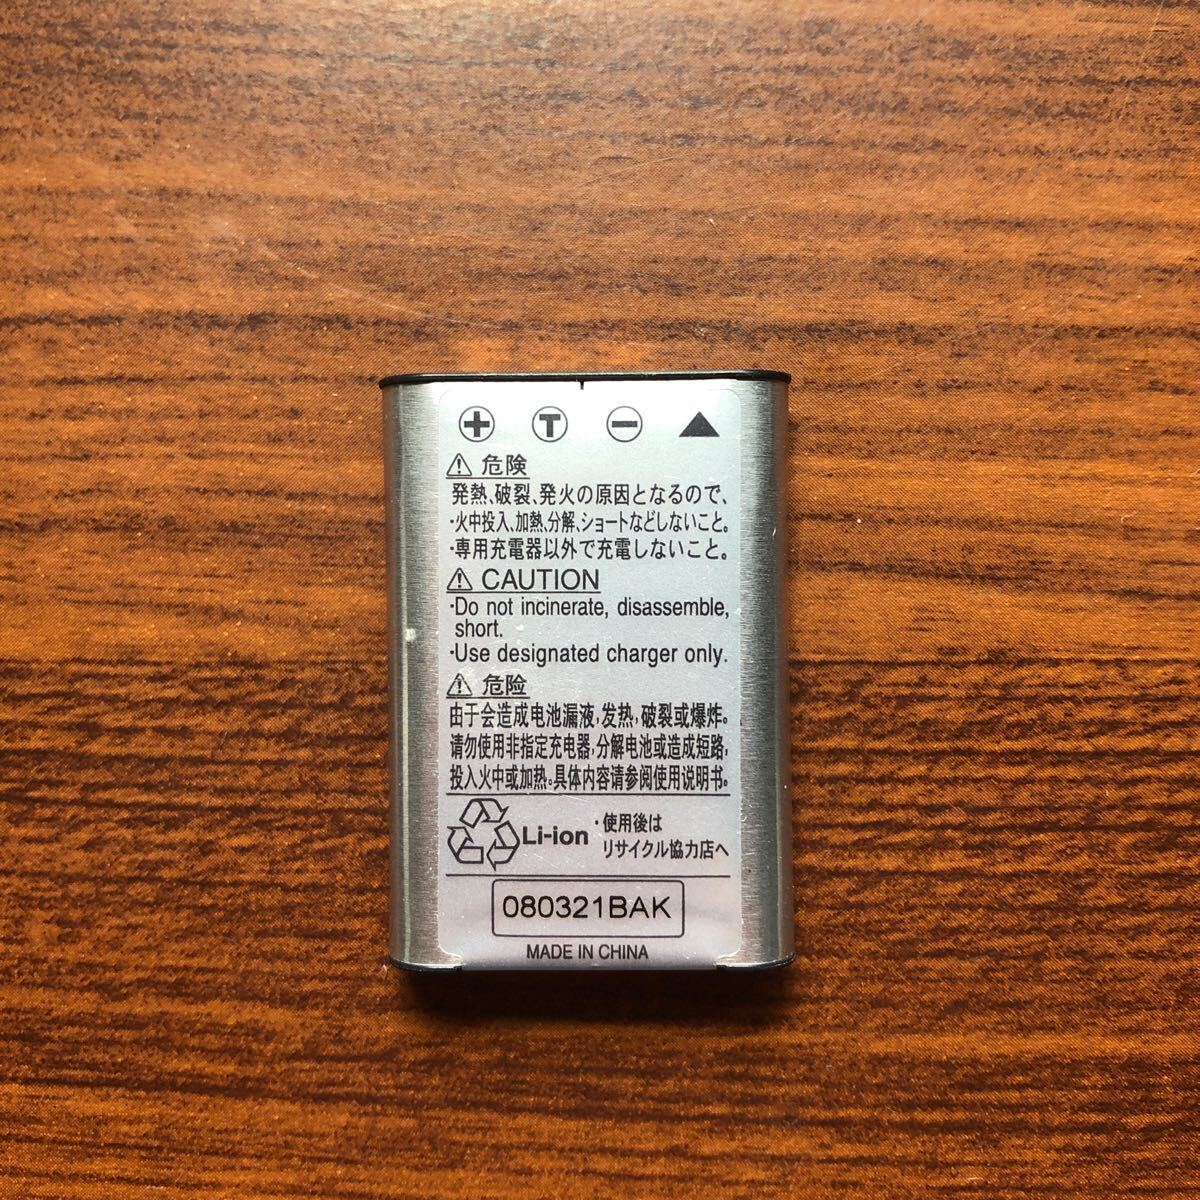 + T -
⚠ 危険
発熱、破裂、発火の原因となるので、
・火中投入、加熱、分解、ショートなどしないこと。
・専用充電器以外で充電しないこと。
⚠ CAUTION
・Do not incinerate, disassemble,
short.
・Use designated charger only.
⚠ 危险
由于会造成电池漏液,发热,破裂或爆炸。
请勿使用非指定充电器,分解电池或造成短路,
投入火中或加热。具体内容请参阅使用说明书。
Li-ion
・使用後は
リサイクル協力店へ
080321BAK
MADE IN CHINA